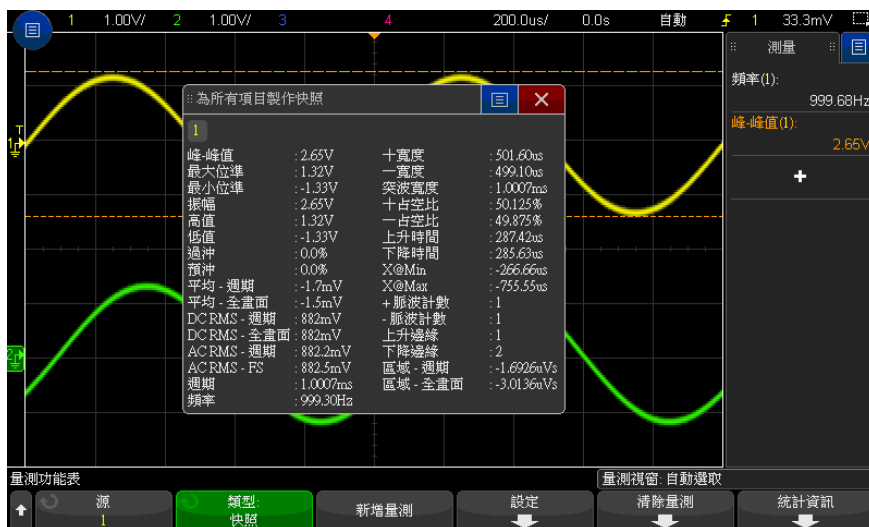 1 1.00V/ 2 1.00V/ 3 4 200.0us/ 0.0s 自動 1 33.3mV
測量
頻率(1):
999.68Hz
峰-峰值(1):
2.65V
+
T
1
2
為所有項目製作快照
1
峰-峰值 : 2.65V 十寬度 : 501.60us
最大位準 : 1.32V 一寬度 : 499.10us
最小位準 : -1.33V 突波寬度 : 1.0007ms
振幅 : 2.65V 十占空比 : 50.125%
高值 : 1.32V 一占空比 : 49.875%
低值 : -1.33V 上升時間 : 287.42us
過沖 : 0.0% 下降時間 : 285.63us
預沖 : 0.0% X@Min : -266.66us
平均 - 週期 : -1.7mV X@Max : -755.55us
平均 - 全畫面 : -1.5mV + 脈波計數 : 1
DC RMS - 週期 : 882mV - 脈波計數 : 1
DC RMS - 全畫面 : 882mV 上升邊緣 : 1
AC RMS - 週期 : 882.2mV 下降邊緣 : 2
AC RMS - FS : 882.5mV 區域 - 週期 : -1.6926uVs
週期 : 1.0007ms 區域 - 全畫面 : -3.0136uVs
頻率 : 999.30Hz
量測功能表 量測視窗: 自動選取
源
1
類型:
快照
新增量測
設定
清除量測
統計資訊